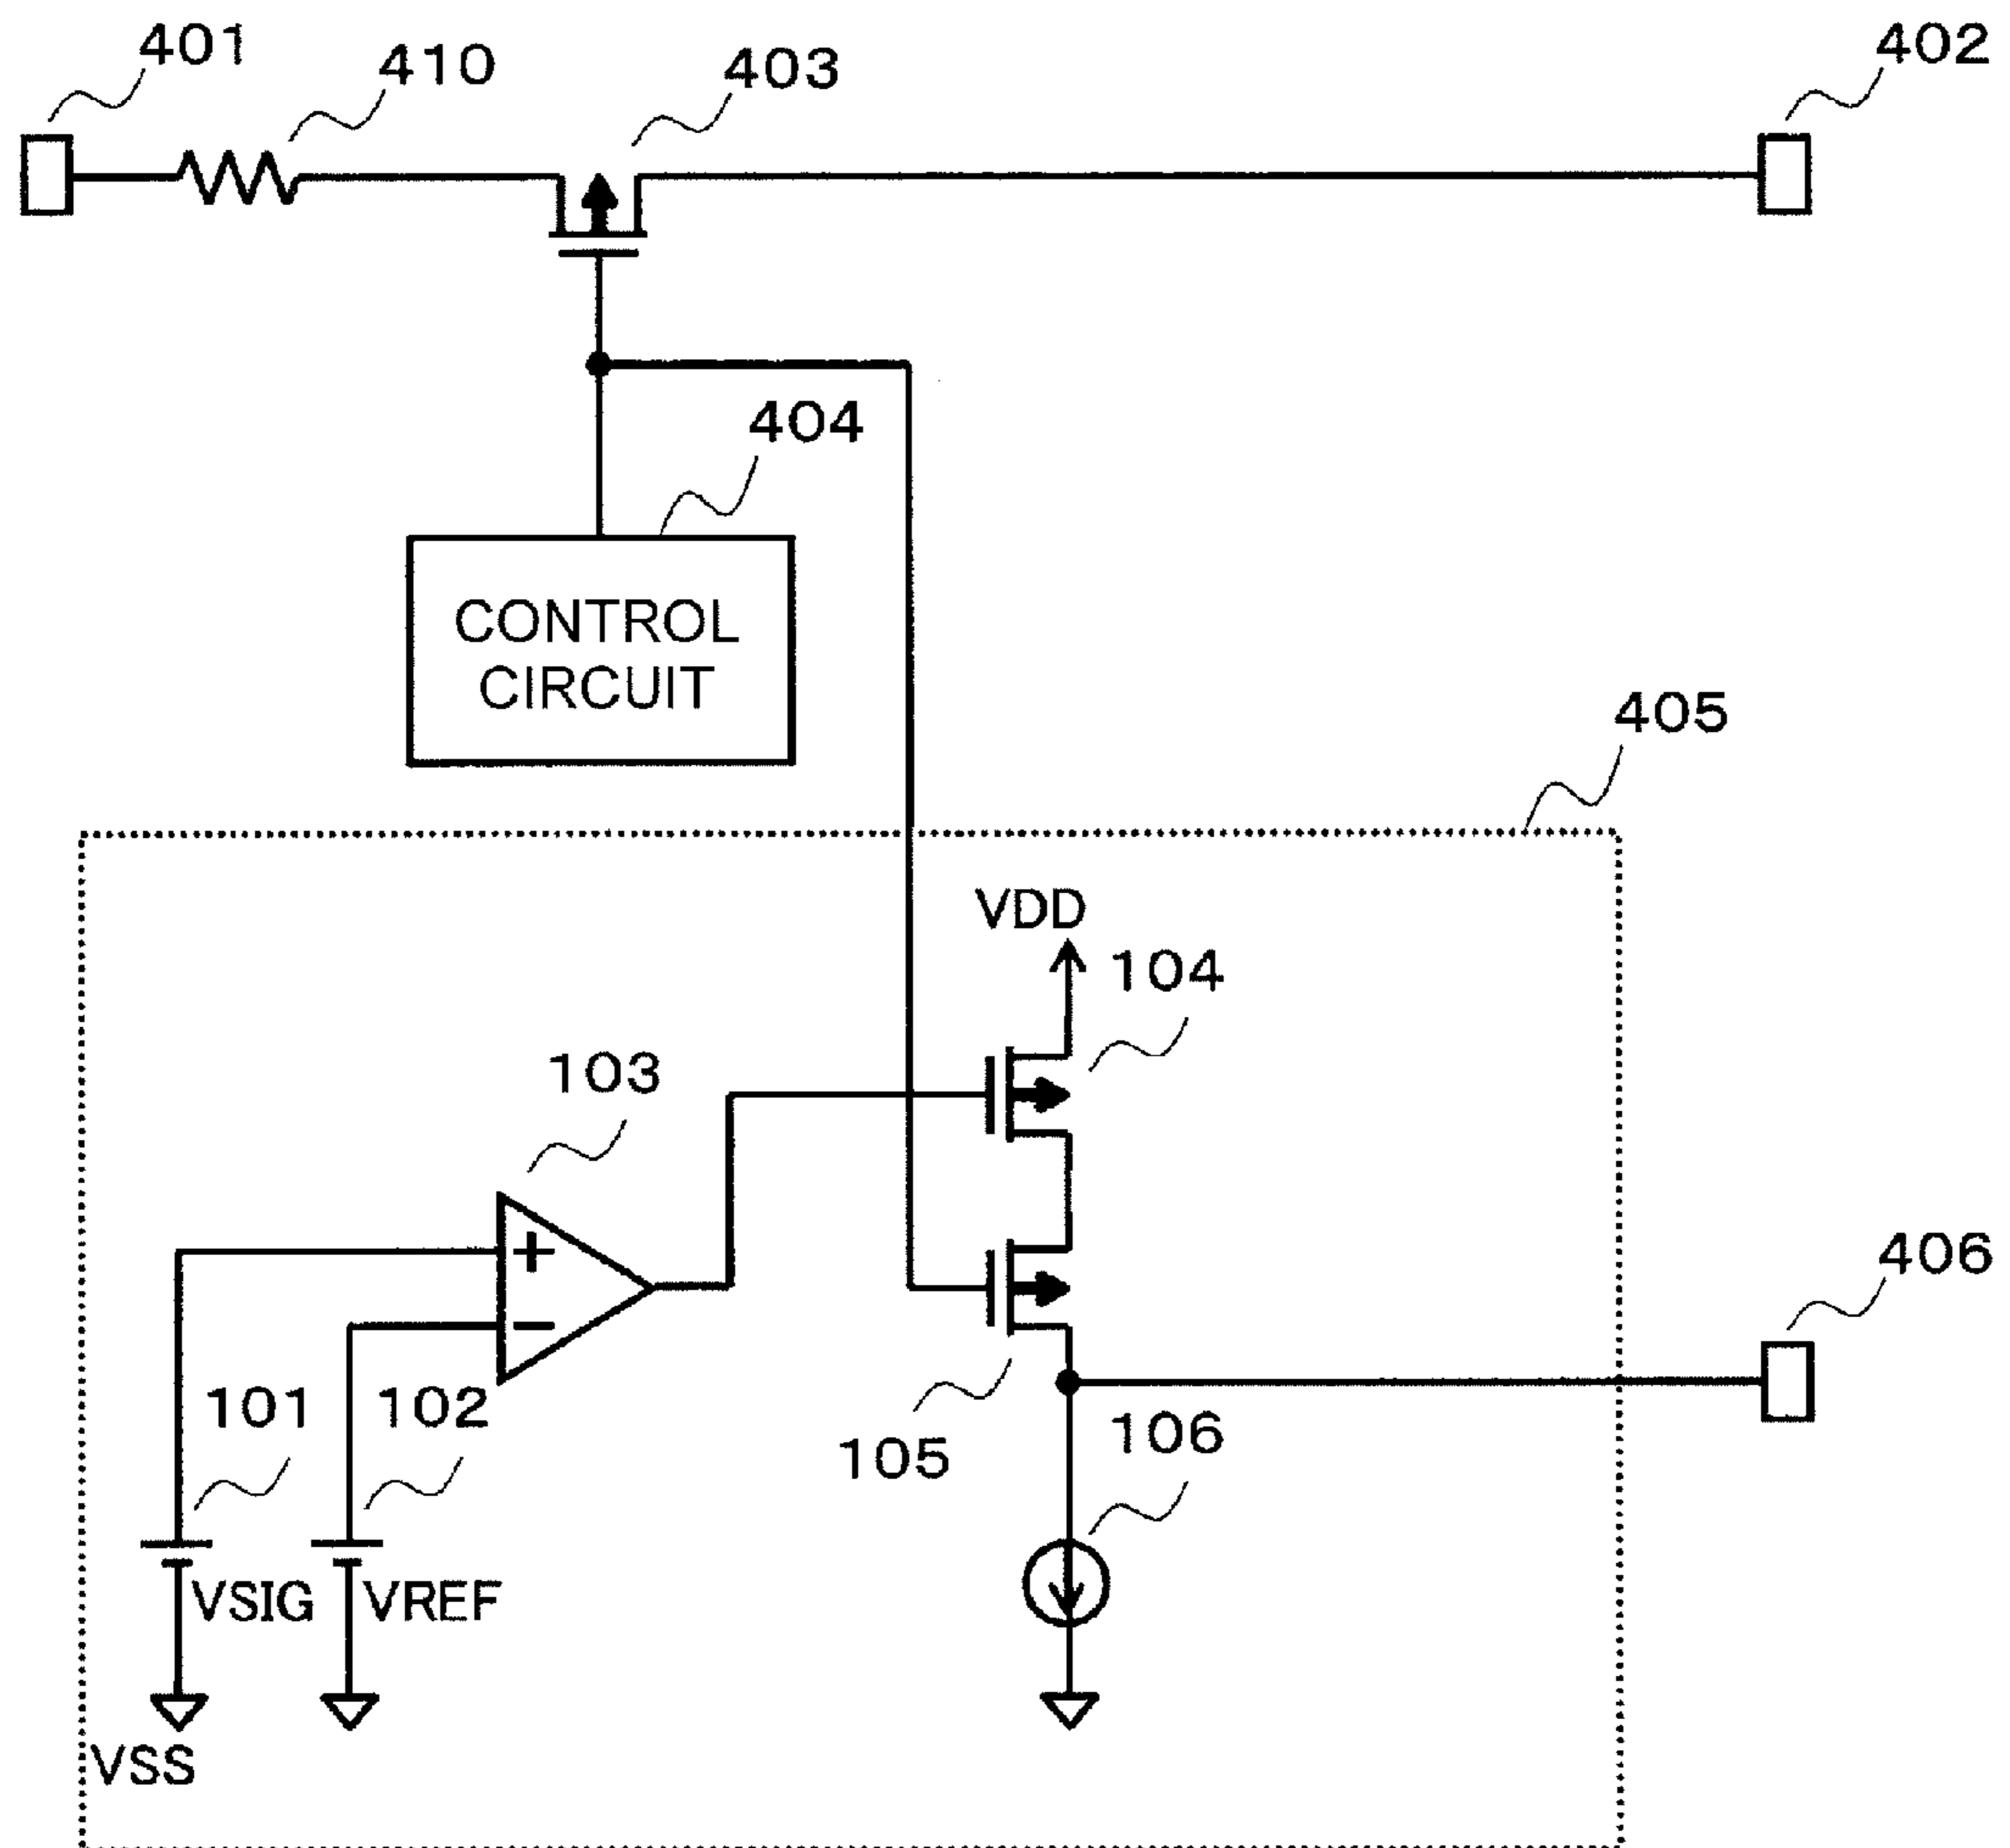 401
410
403
402
404
CONTROL
CIRCUIT
405
VDD
104
103
+
406
−
101
102
105
106
VSIG
VREF
VSS